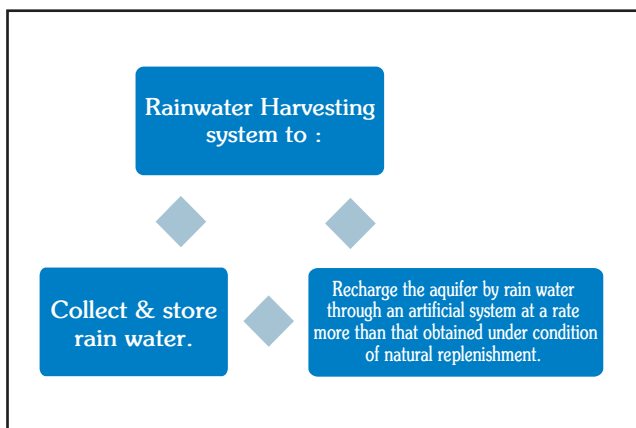 Rainwater Harvesting
system to :
Collect & store
rain water.
Recharge the aquifer by rain water
through an artificial system at a rate
more than that obtained under condition
of natural replenishment.